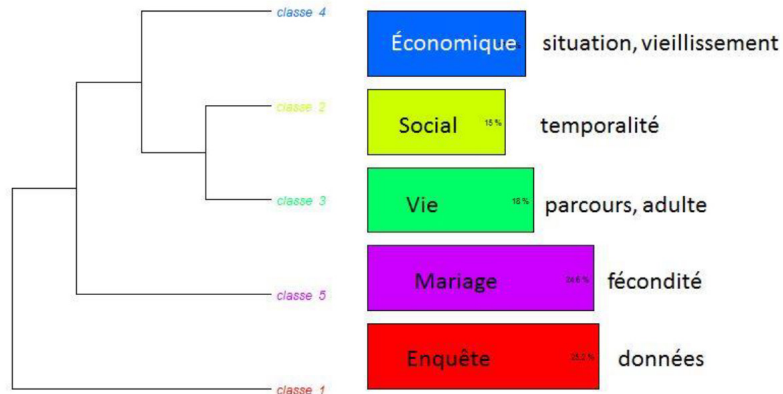 classe 4 Économique situation, vieillissement
classe 2 Social 15 % temporalité
classe 3 Vie 18 % parcours, adulte
classe 5 Mariage 24.6 % fécondité
classe 1 Enquête 25.2 % données